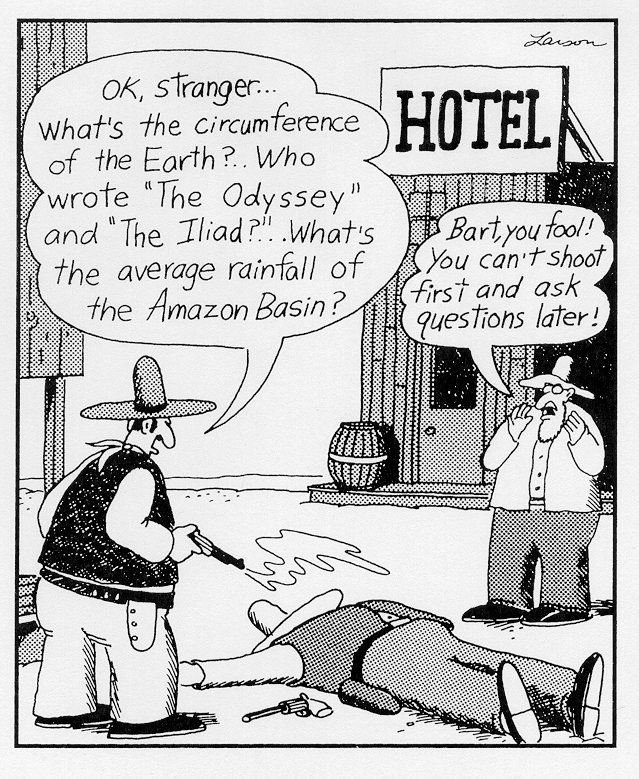 Larson
OK, stranger...
What's the circumference
of the Earth?.. Who
wrote "The Odyssey"
and "The Iliad?"...What's
the average rainfall of
the Amazon Basin?
HOTEL
Bart, you fool!
You can't shoot
first and ask
questions later!